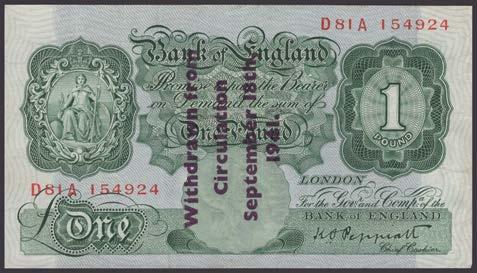 D81A 154924
Bank of England
Promise to pay the Bearer
on Demand the sum of
One Pound
1
POUND
D81A 154924
LONDON
For the Govr. and Compa. of the
BANK OF ENGLAND
£One
K O Peppiatt
Chief Cashier
Withdrawn from
Circulation
September 18th,
1941.